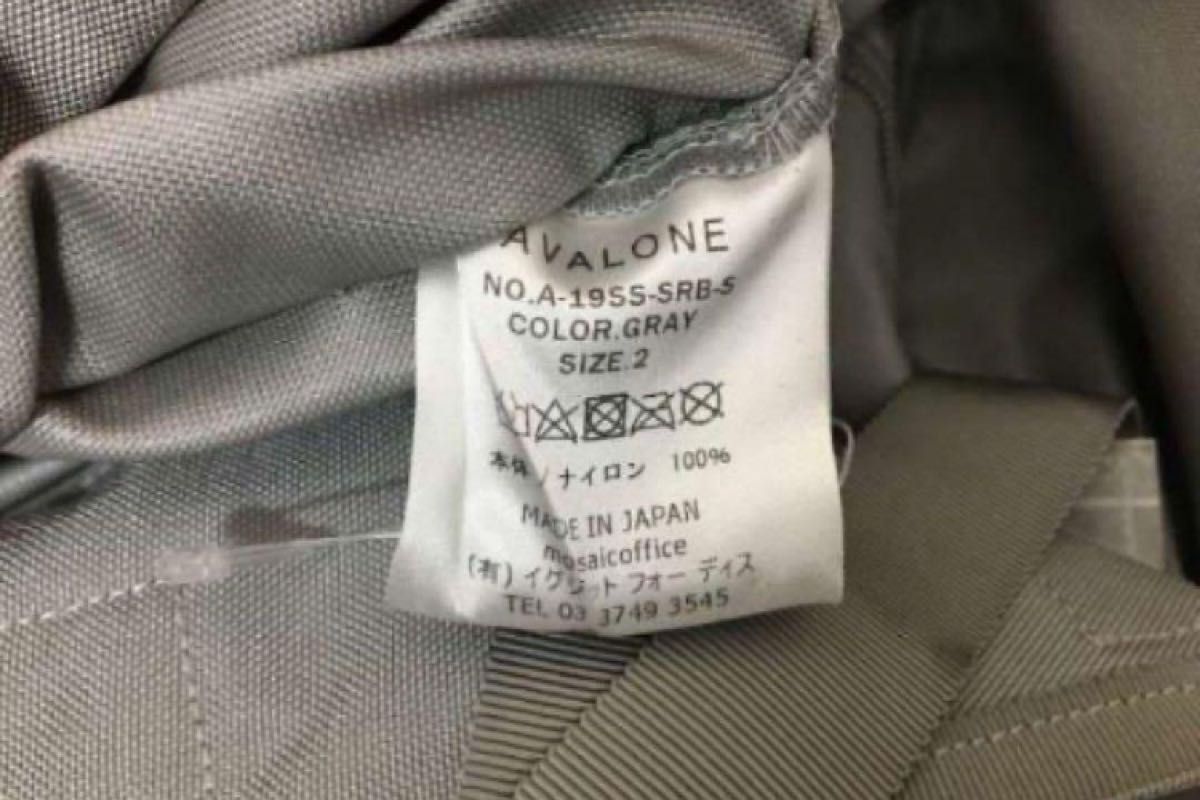 AVALONE
NO.A-19SS-SRB-S
COLOR.GRAY
SIZE.2
本体 / ナイロン 100%
MADE IN JAPAN
mosaicoffice
(有) イグジット フォー ディス
TEL 03 3749 3545